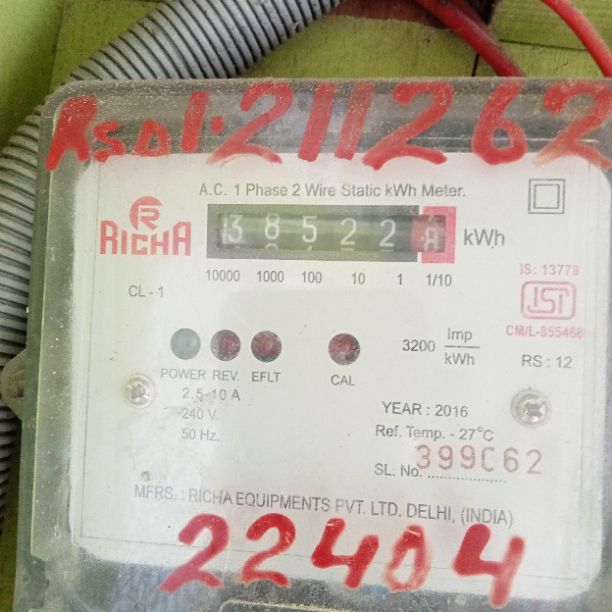 Rsdl.211262
A.C. 1 Phase 2 Wire Static kWh Meter.
R
RICHA
38522 kWh
10000 1000 100 10 1 1/10
IS: 13779
ISI
CM/L-855468
CL - 1
3200 Imp/kWh
RS : 12
POWER REV. EFLT CAL
2.5-10 A
240 V.
50 Hz.
YEAR : 2016
Ref. Temp. - 27°C
SL. No. 399062
MFRS. : RICHA EQUIPMENTS PVT. LTD. DELHI, (INDIA)
22404